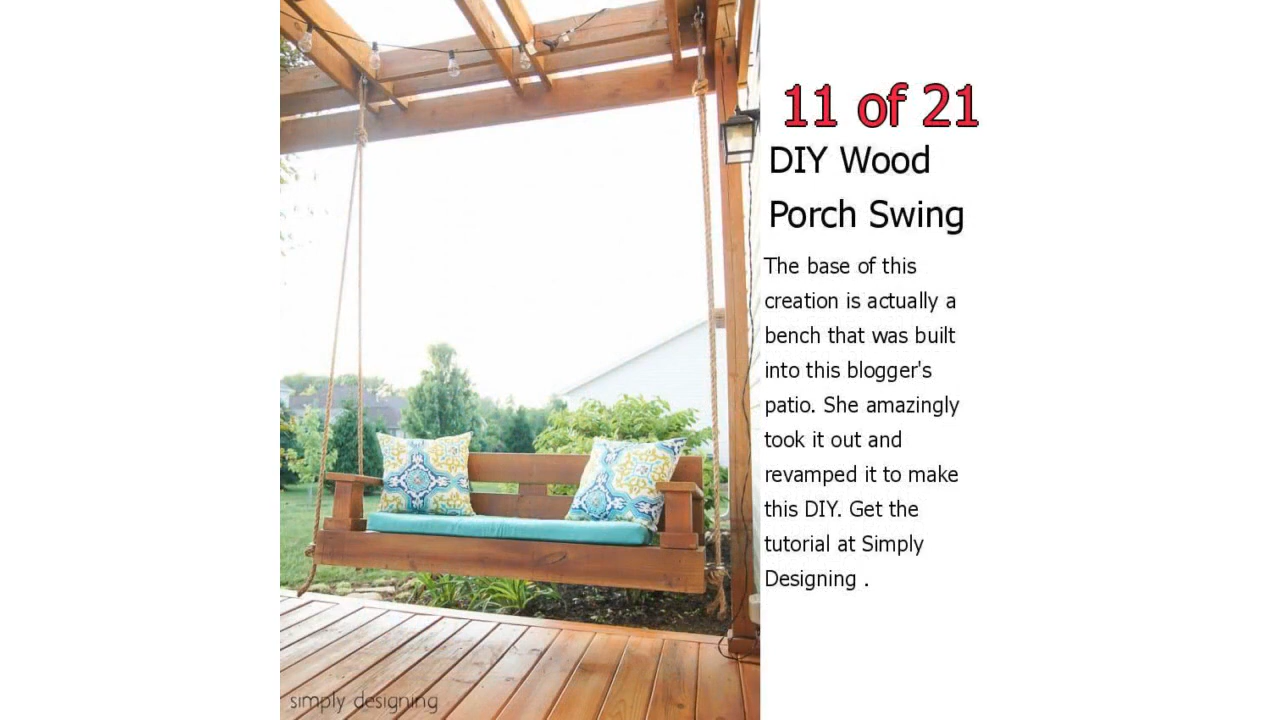 11 of 21
DIY Wood
Porch Swing
The base of this
creation is actually a
bench that was built
into this blogger's
patio. She amazingly
took it out and
revamped it to make
this DIY. Get the
tutorial at Simply
Designing .
simply designing